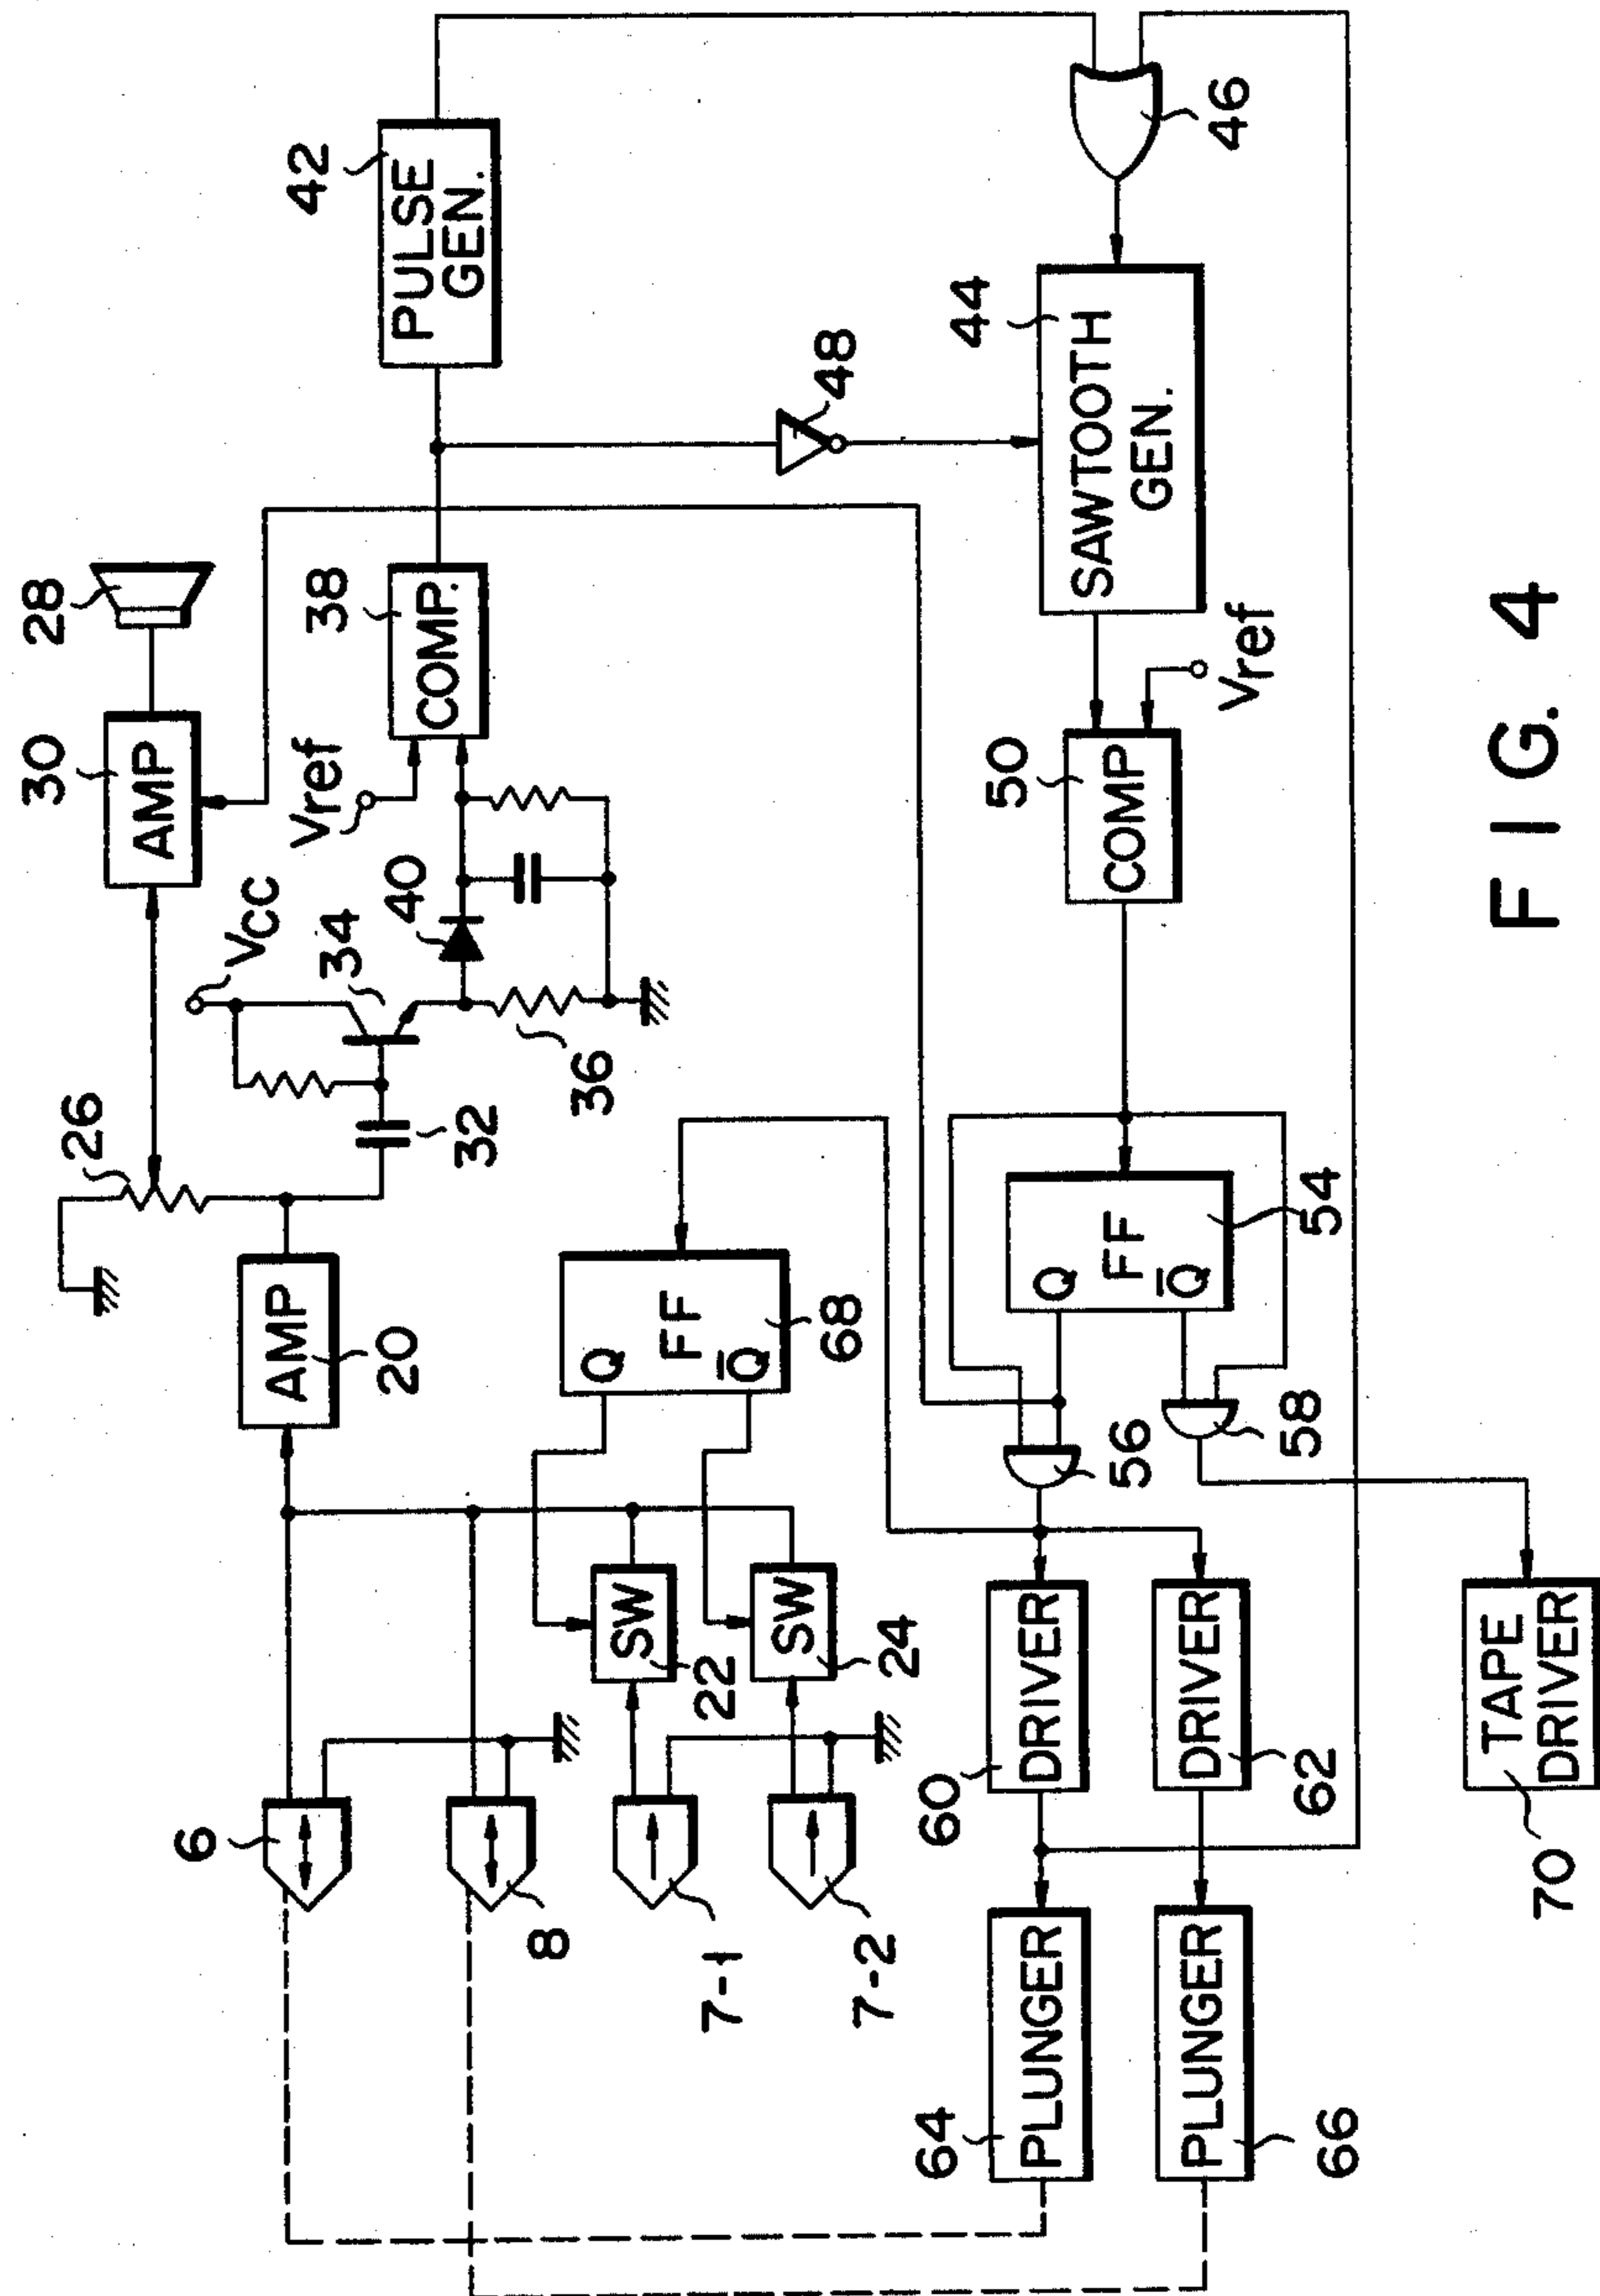 28
30
AMP
26
Vcc
34
Vref
40
38
COMP.
42
PULSE
GEN.
48
32
36
AMP
20
Q
FF
Q̅
68
6
8
7-1
7-2
SW
22
SW
24
44
SAWTOOTH
GEN.
46
50
COMP
Vref
Q
FF
Q̅
54
56
58
60
DRIVER
DRIVER
62
64
PLUNGER
PLUNGER
66
TAPE
DRIVER
70
FIG. 4